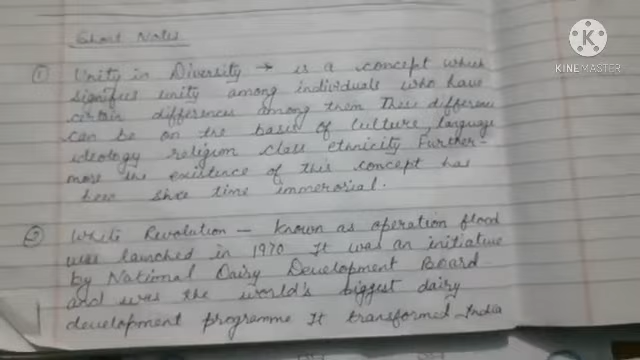 Short Notes
① Unity in Diversity → is a concept which
signifies unity among individuals who have
certain differences among them These difference
can be on the basis of Culture, language
ideology religion class ethnicity Further-
more the existence of this concept has
been since time immerorial.
② White Revolution – known as operation flood
was launched in 1970 It was an initiative
by National Dairy Development Board
and was the world's biggest dairy
development programme It transformed India
KINEMASTER